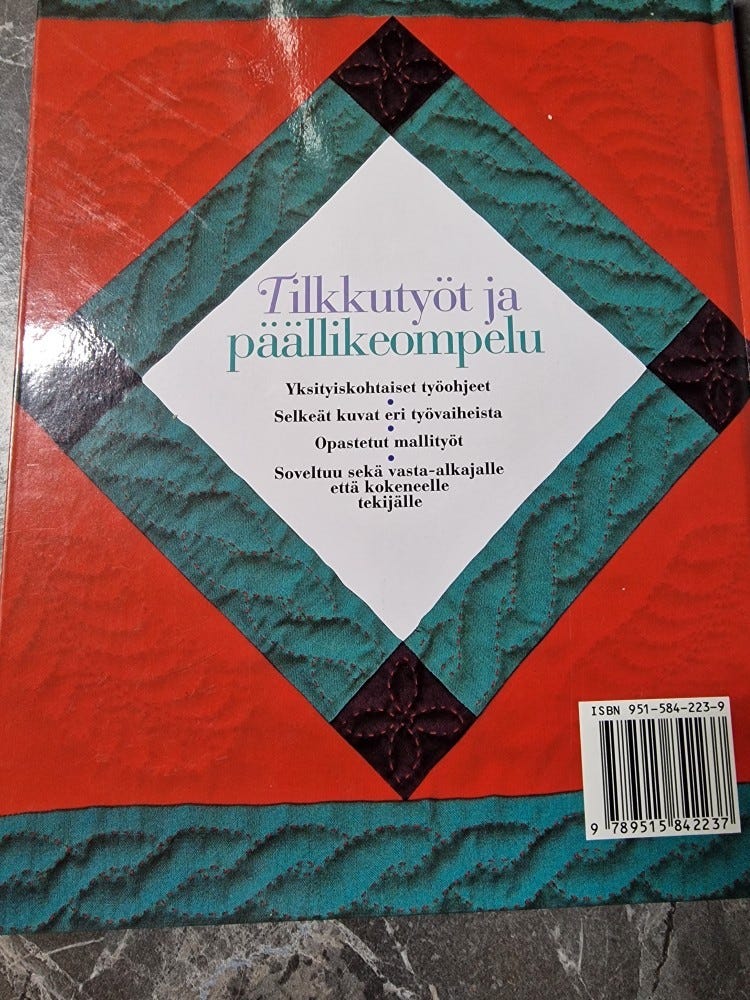 Tilkkutyöt ja
päällikeompelu
Yksityiskohtaiset työohjeet
•
Selkeät kuvat eri työvaiheista
•
Opastetut mallityöt
•
Soveltuu sekä vasta-alkajalle
että kokeneelle
tekijälle
ISBN 951-584-223-9
9 789515 842237